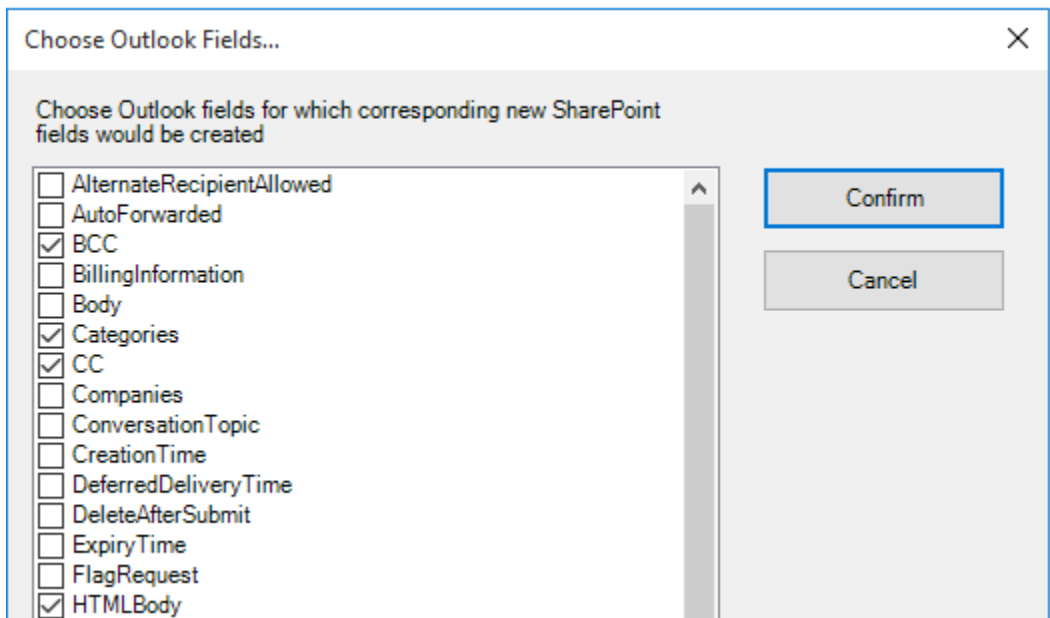 Choose Outlook Fields...
Choose Outlook fields for which corresponding new SharePoint
fields would be created
AlternateRecipientAllowed
AutoForwarded
BCC
BillingInformation
Body
Categories
CC
Companies
ConversationTopic
CreationTime
DeferredDeliveryTime
DeleteAfterSubmit
ExpiryTime
FlagRequest
HTMLBody
Confirm
Cancel